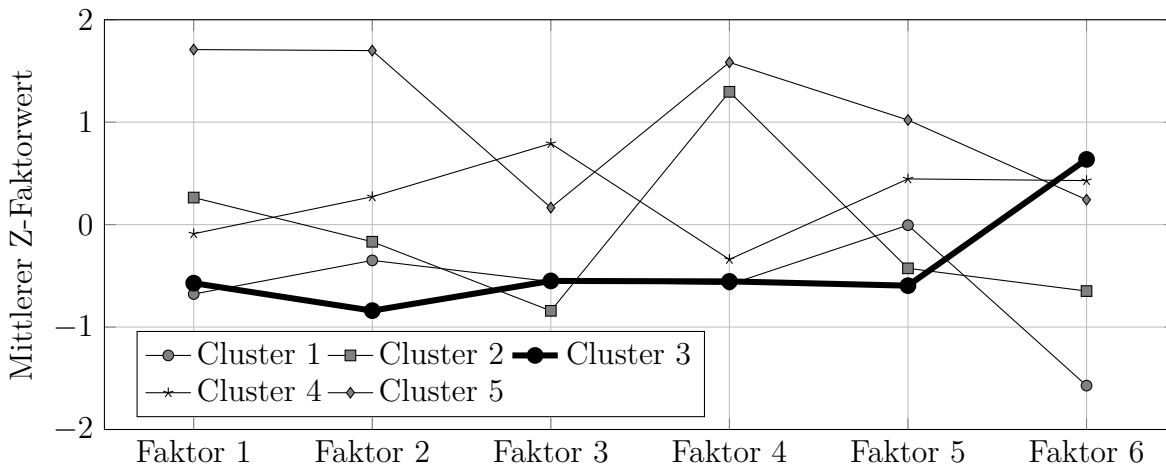 2
1
0
−1
−2
Mittlerer Z-Faktorwert
Cluster 1 Cluster 2 Cluster 3
Cluster 4 Cluster 5
Faktor 1 Faktor 2 Faktor 3 Faktor 4 Faktor 5 Faktor 6